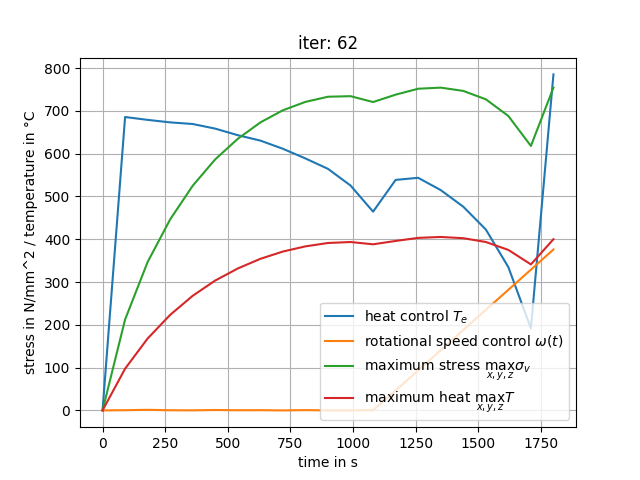 iter: 62
stress in N/mm^2 / temperature in °C
800
700
600
500
400
300
200
100
0
heat control Tₑ
rotational speed control ω(t)
maximum stress max σᵥ
x, y, z
maximum heat max T
x, y, z
0 250 500 750 1000 1250 1500 1750
time in s